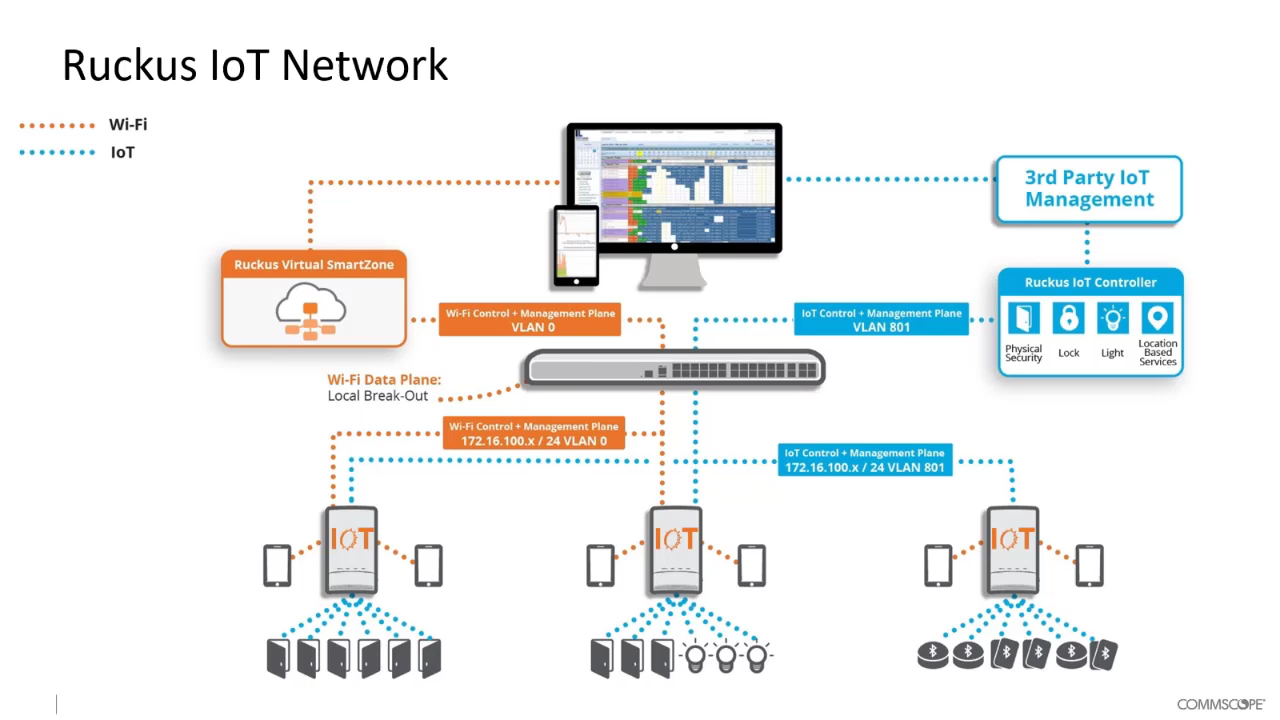 Ruckus IoT Network
Wi-Fi
IoT
3rd Party IoT
Management
Ruckus Virtual SmartZone
Ruckus IoT Controller
Physical
Security
Lock
Light
Location
Based
Services
Wi-Fi Control + Management Plane
VLAN 0
IoT Control + Management Plane
VLAN 801
Wi-Fi Data Plane:
Local Break-Out
Wi-Fi Control + Management Plane
172.16.100.x / 24 VLAN 0
IoT Control + Management Plane
172.16.100.x / 24 VLAN 801
IoT
IoT
IoT
COMMSCOPE